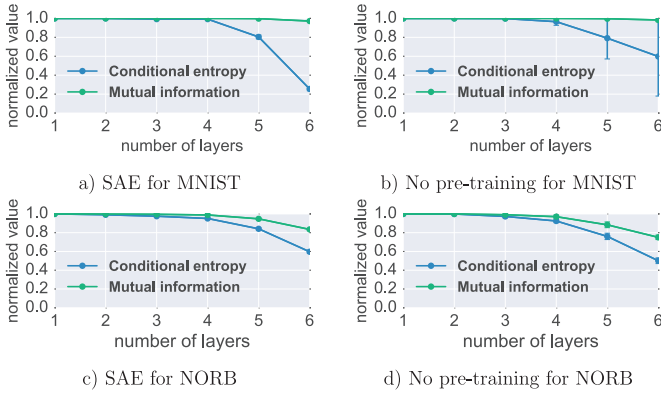 normalized value
1.0
0.8
0.6
0.4
0.2
0.0
Conditional entropy
Mutual information
1 2 3 4 5 6
number of layers
a) SAE for MNIST
normalized value
1.0
0.8
0.6
0.4
0.2
0.0
Conditional entropy
Mutual information
1 2 3 4 5 6
number of layers
b) No pre-training for MNIST
normalized value
1.0
0.8
0.6
0.4
0.2
0.0
Conditional entropy
Mutual information
1 2 3 4 5 6
number of layers
c) SAE for NORB
normalized value
1.0
0.8
0.6
0.4
0.2
0.0
Conditional entropy
Mutual information
1 2 3 4 5 6
number of layers
d) No pre-training for NORB